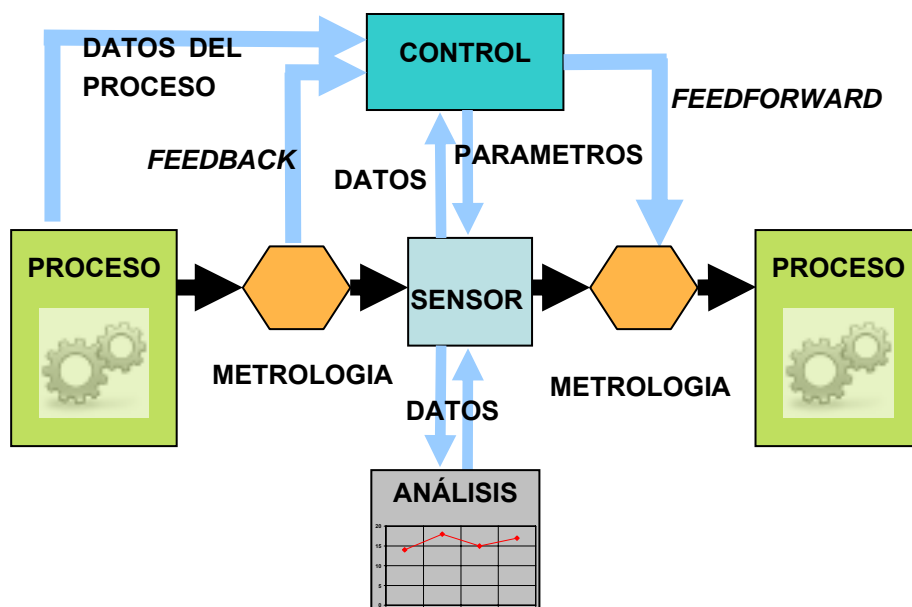 DATOS DEL
PROCESO
CONTROL
FEEDFORWARD
FEEDBACK
DATOS
PARAMETROS
PROCESO
SENSOR
PROCESO
METROLOGIA
METROLOGIA
DATOS
ANÁLISIS
20
15
10
5
0